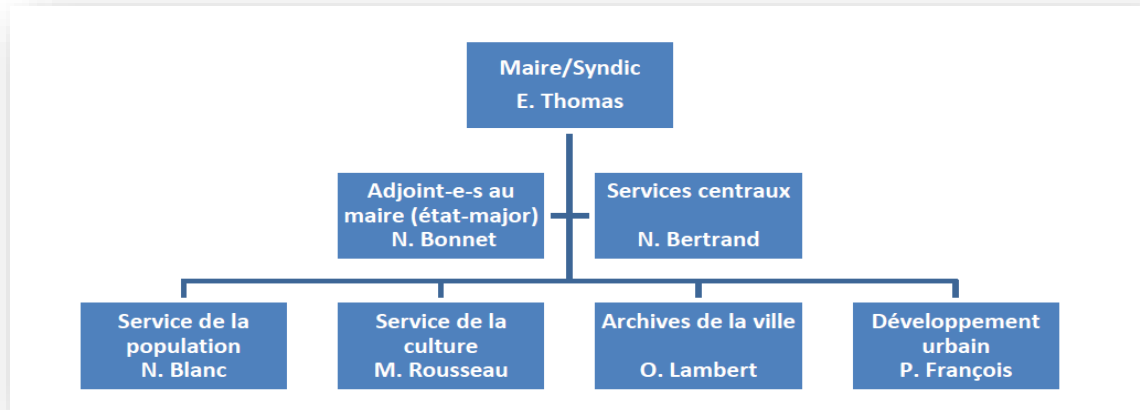 Maire/Syndic
E. Thomas
Adjoint-e-s au
maire (état-major)
N. Bonnet
Services centraux
N. Bertrand
Service de la
population
N. Blanc
Service de la
culture
M. Rousseau
Archives de la ville
O. Lambert
Développement
urbain
P. François